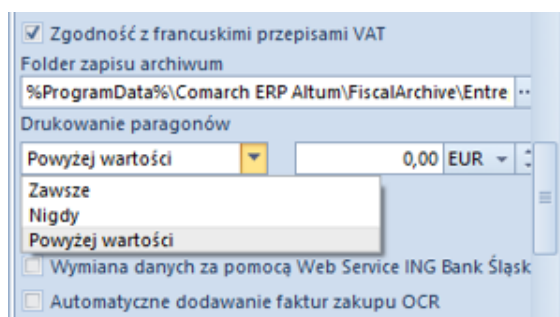 Zgodność z francuskimi przepisami VAT
Folder zapisu archiwum
%ProgramData%\Comarch ERP Altum\FiscalArchive\Entre ...
Drukowanie paragonów
Powyżej wartości 0,00 EUR
Zawsze
Nigdy
Powyżej wartości
Wymiana danych za pomocą Web Service ING Bank Śląsk
Automatyczne dodawanie faktur zakupu OCR